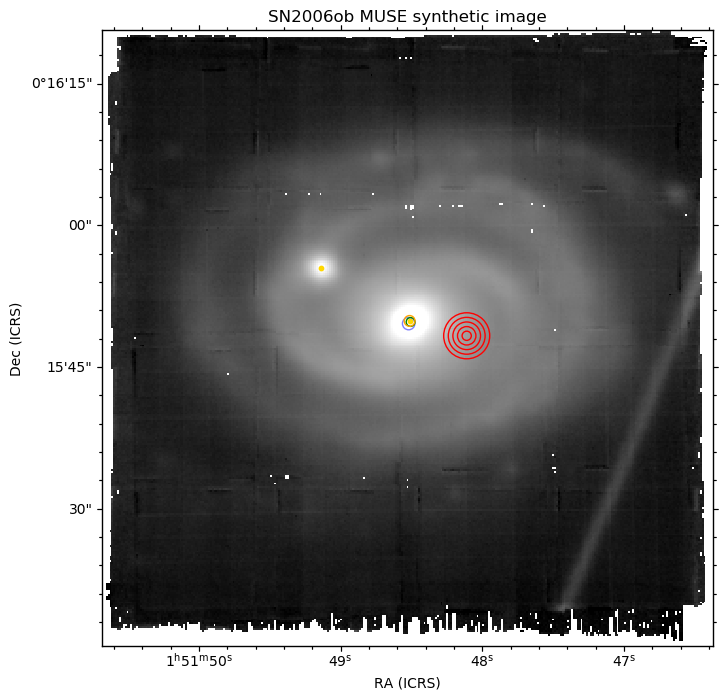 SN2006ob MUSE synthetic image
0°16'15"
00"
15'45"
30"
Dec (ICRS)
1ʰ51ᵐ50ˢ 49ˢ 48ˢ 47ˢ
RA (ICRS)